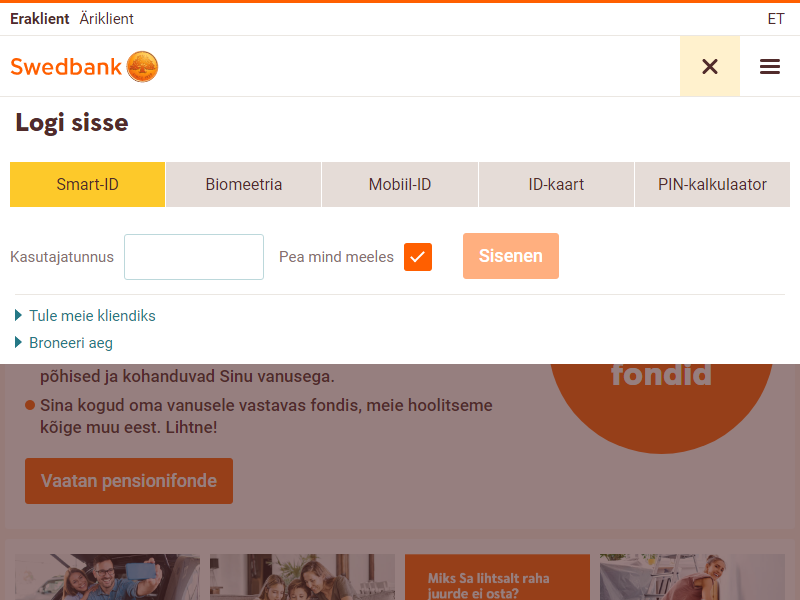 Eraklient Äriklient ET
Swedbank
Logi sisse
Smart-ID Biomeetria Mobiil-ID ID-kaart PIN-kalkulaator
Kasutajatunnus Pea mind meeles Sisenen
Tule meie kliendiks
Broneeri aeg
põhised ja kohanduvad Sinu vanusega.
fondid
Sina kogud oma vanusele vastavas fondis, meie hoolitseme
kõige muu eest. Lihtne!
Vaatan pensionifonde
Miks Sa lihtsalt raha
juurde ei osta?